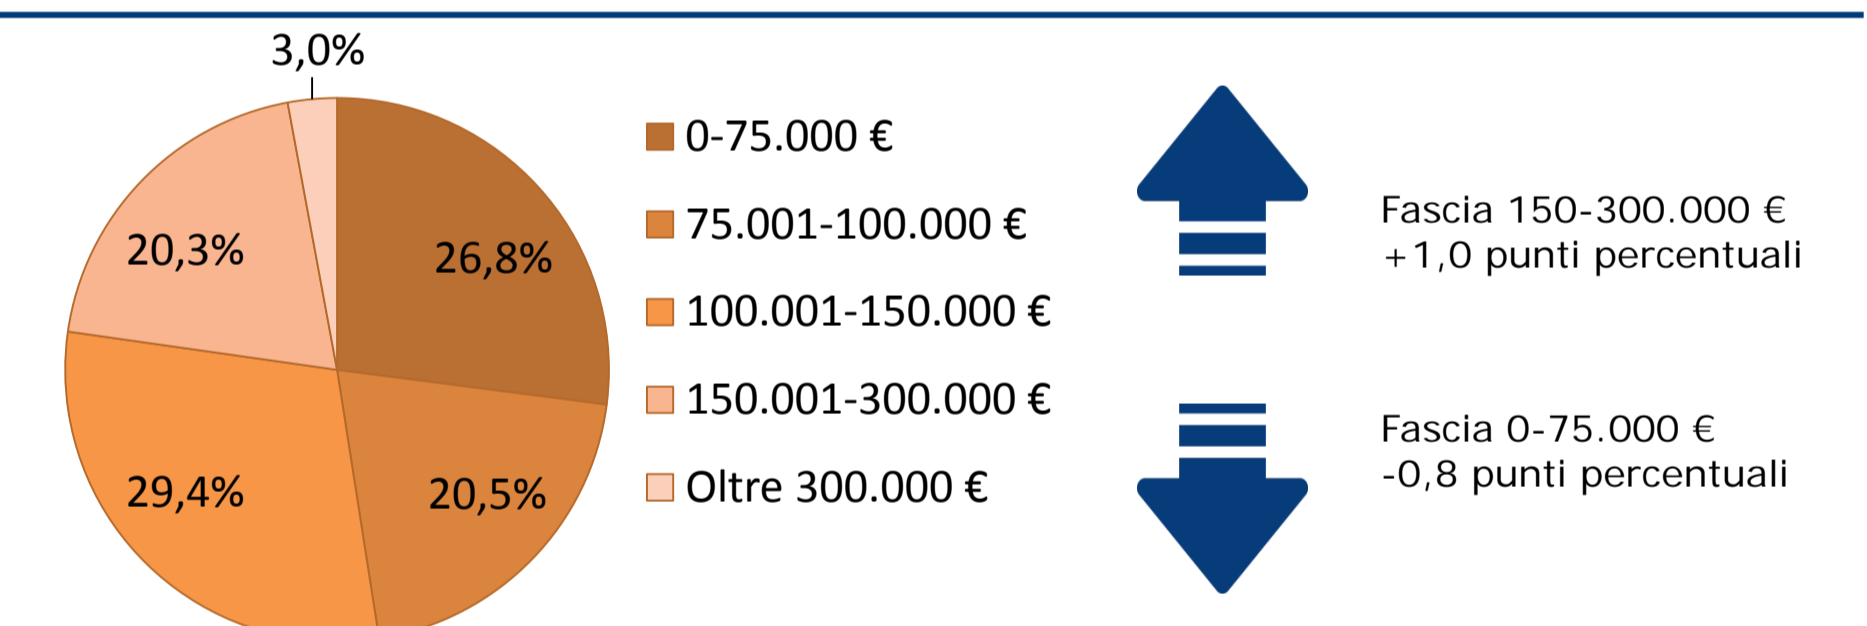 3,0%
20,3%
26,8%
29,4%
20,5%
0-75.000 €
75.001-100.000 €
100.001-150.000 €
150.001-300.000 €
Oltre 300.000 €
Fascia 150-300.000 €
+1,0 punti percentuali
Fascia 0-75.000 €
-0,8 punti percentuali